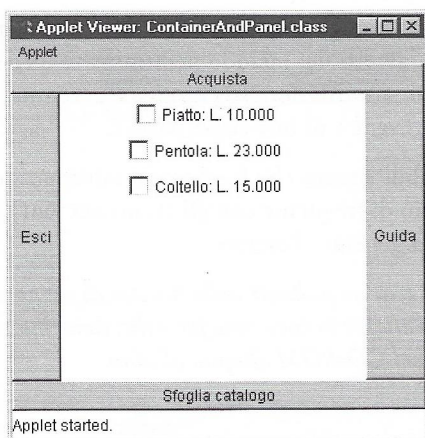 Applet Viewer: ContainerAndPanel.class
Applet
Acquista
Piatto: L. 10.000
Pentola: L. 23.000
Coltello: L. 15.000
Esci
Guida
Sfoglia catalogo
Applet started.